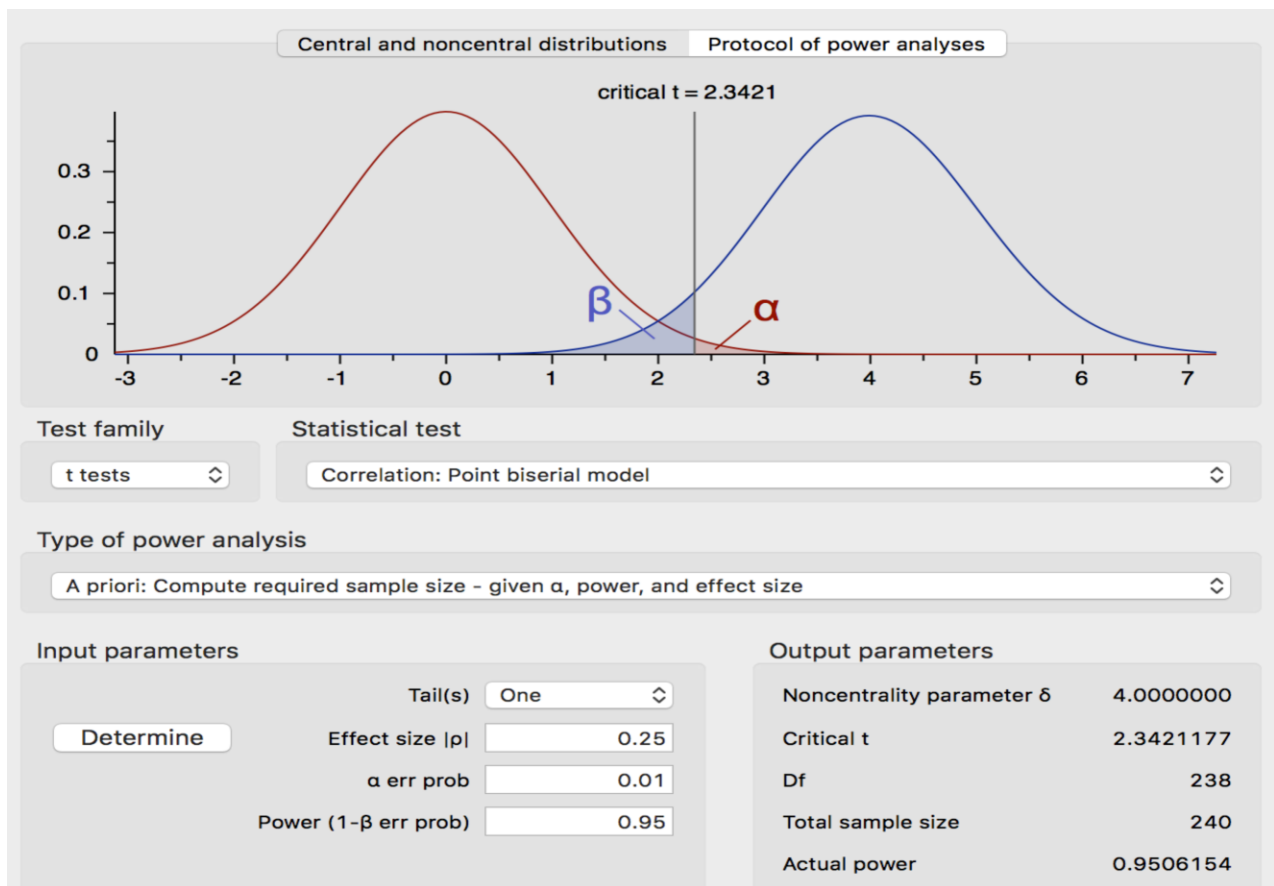 Central and noncentral distributions Protocol of power analyses
critical t = 2.3421
0.3
0.2
0.1
0
β
α
-3 -2 -1 0 1 2 3 4 5 6 7
Test family Statistical test
t tests Correlation: Point biserial model
Type of power analysis
A priori: Compute required sample size - given α, power, and effect size
Input parameters Output parameters
Tail(s) One Noncentrality parameter δ 4.0000000
Determine Effect size |ρ| 0.25 Critical t 2.3421177
α err prob 0.01 Df 238
Power (1-β err prob) 0.95 Total sample size 240
Actual power 0.9506154